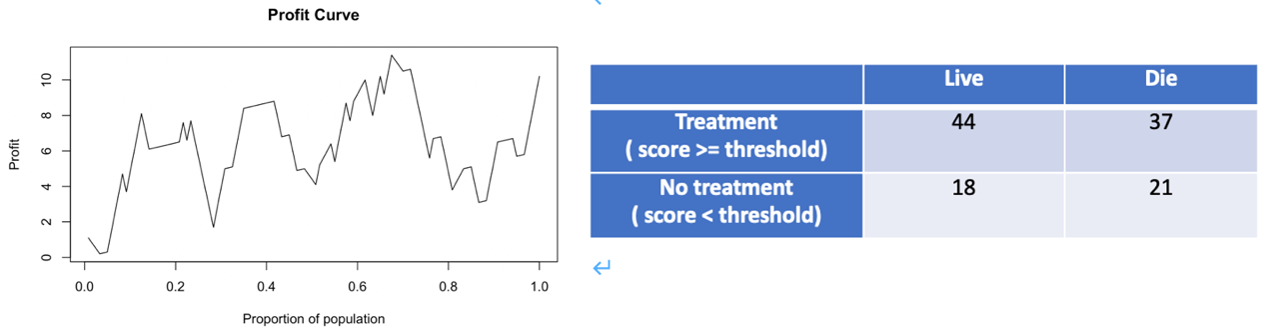 Profit Curve
Profit
0
2
4
6
8
10
0.0 0.2 0.4 0.6 0.8 1.0
Proportion of population
Live Die
Treatment
( score >= threshold)
44 37
No treatment
( score < threshold)
18 21